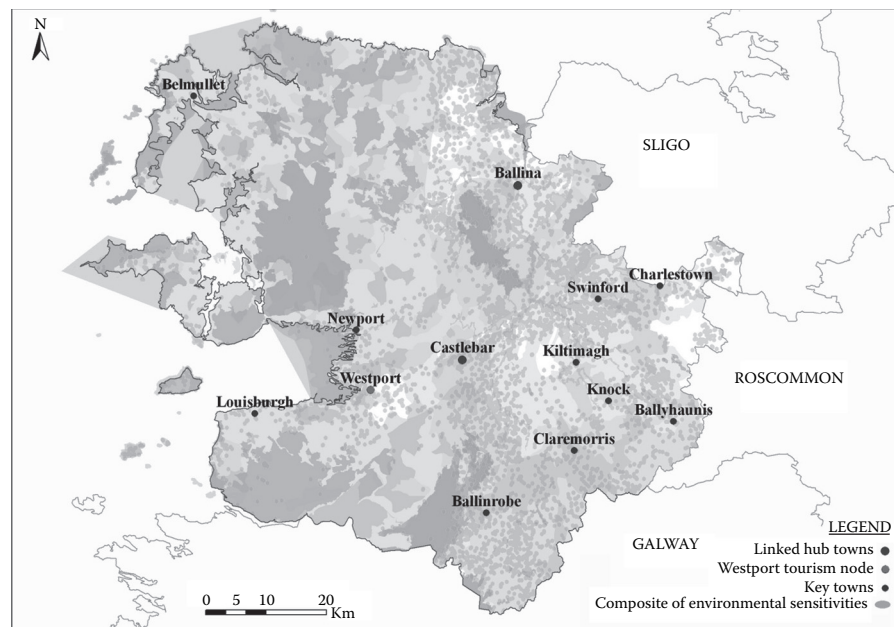 N
Belmullet
SLIGO
Ballina
Charlestown
Swinford
Newport
Castlebar
Kiltimagh
Westport
ROSCOMMON
Knock
Louisburgh
Ballyhaunis
Claremorris
Ballinrobe
LEGEND
GALWAY
Linked hub towns
Westport tourism node
Key towns
Composite of environmental sensitivities
0 5 10 20
Km